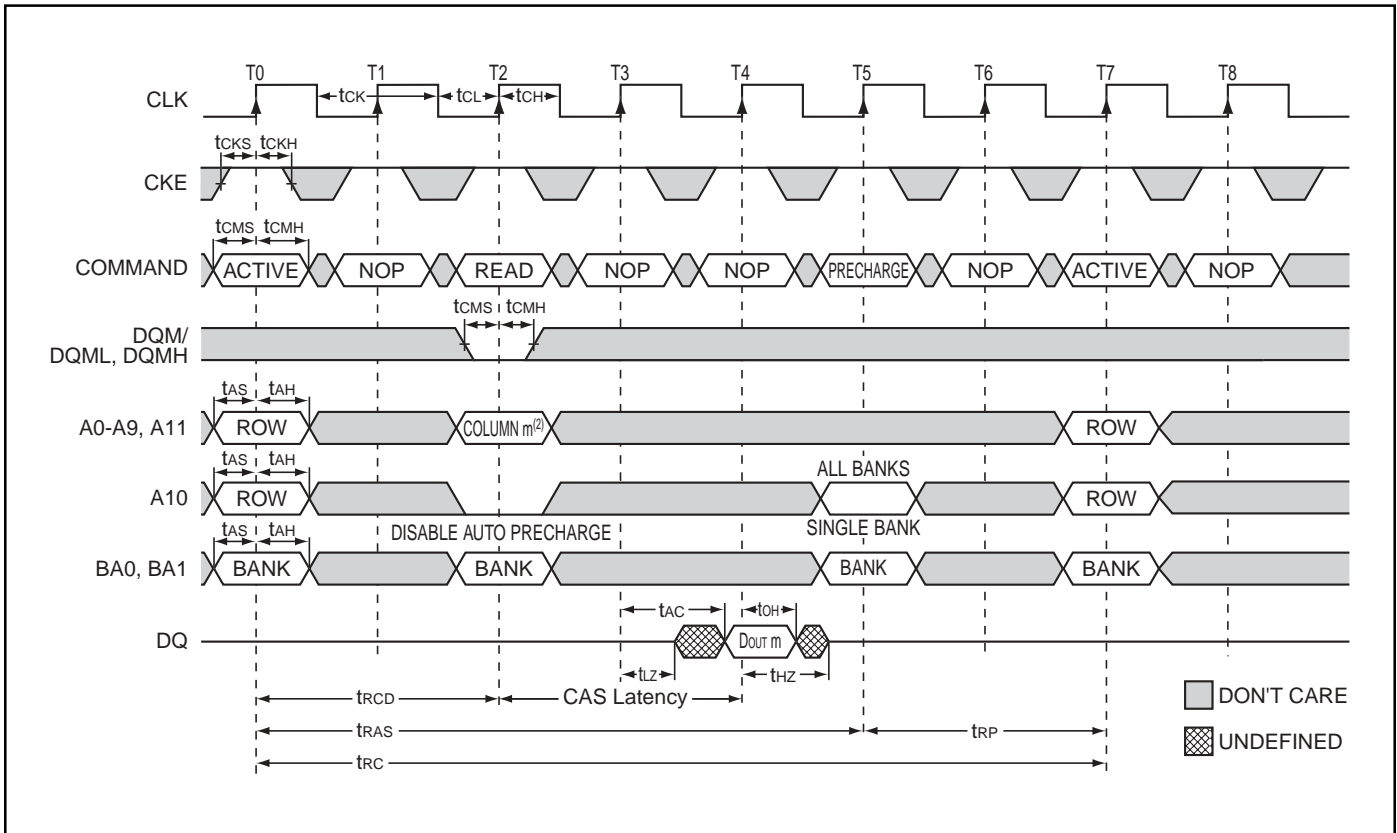 T0 T1 T2 T3 T4 T5 T6 T7 T8
CLK tCK tCL tCH
tCKS tCKH
CKE
tCMS tCMH
COMMAND ACTIVE NOP READ NOP NOP PRECHARGE NOP ACTIVE NOP
tCMS tCMH
DQM/
DQML, DQMH
tAS tAH
A0-A9, A11 ROW COLUMN m(2) ROW
tAS tAH ALL BANKS
A10 ROW ROW
tAS tAH DISABLE AUTO PRECHARGE SINGLE BANK
BA0, BA1 BANK BANK BANK BANK
tAC tOH
DQ DOUT m
tLZ tHZ
tRCD CAS Latency
DON'T CARE
tRAS tRP
UNDEFINED
tRC